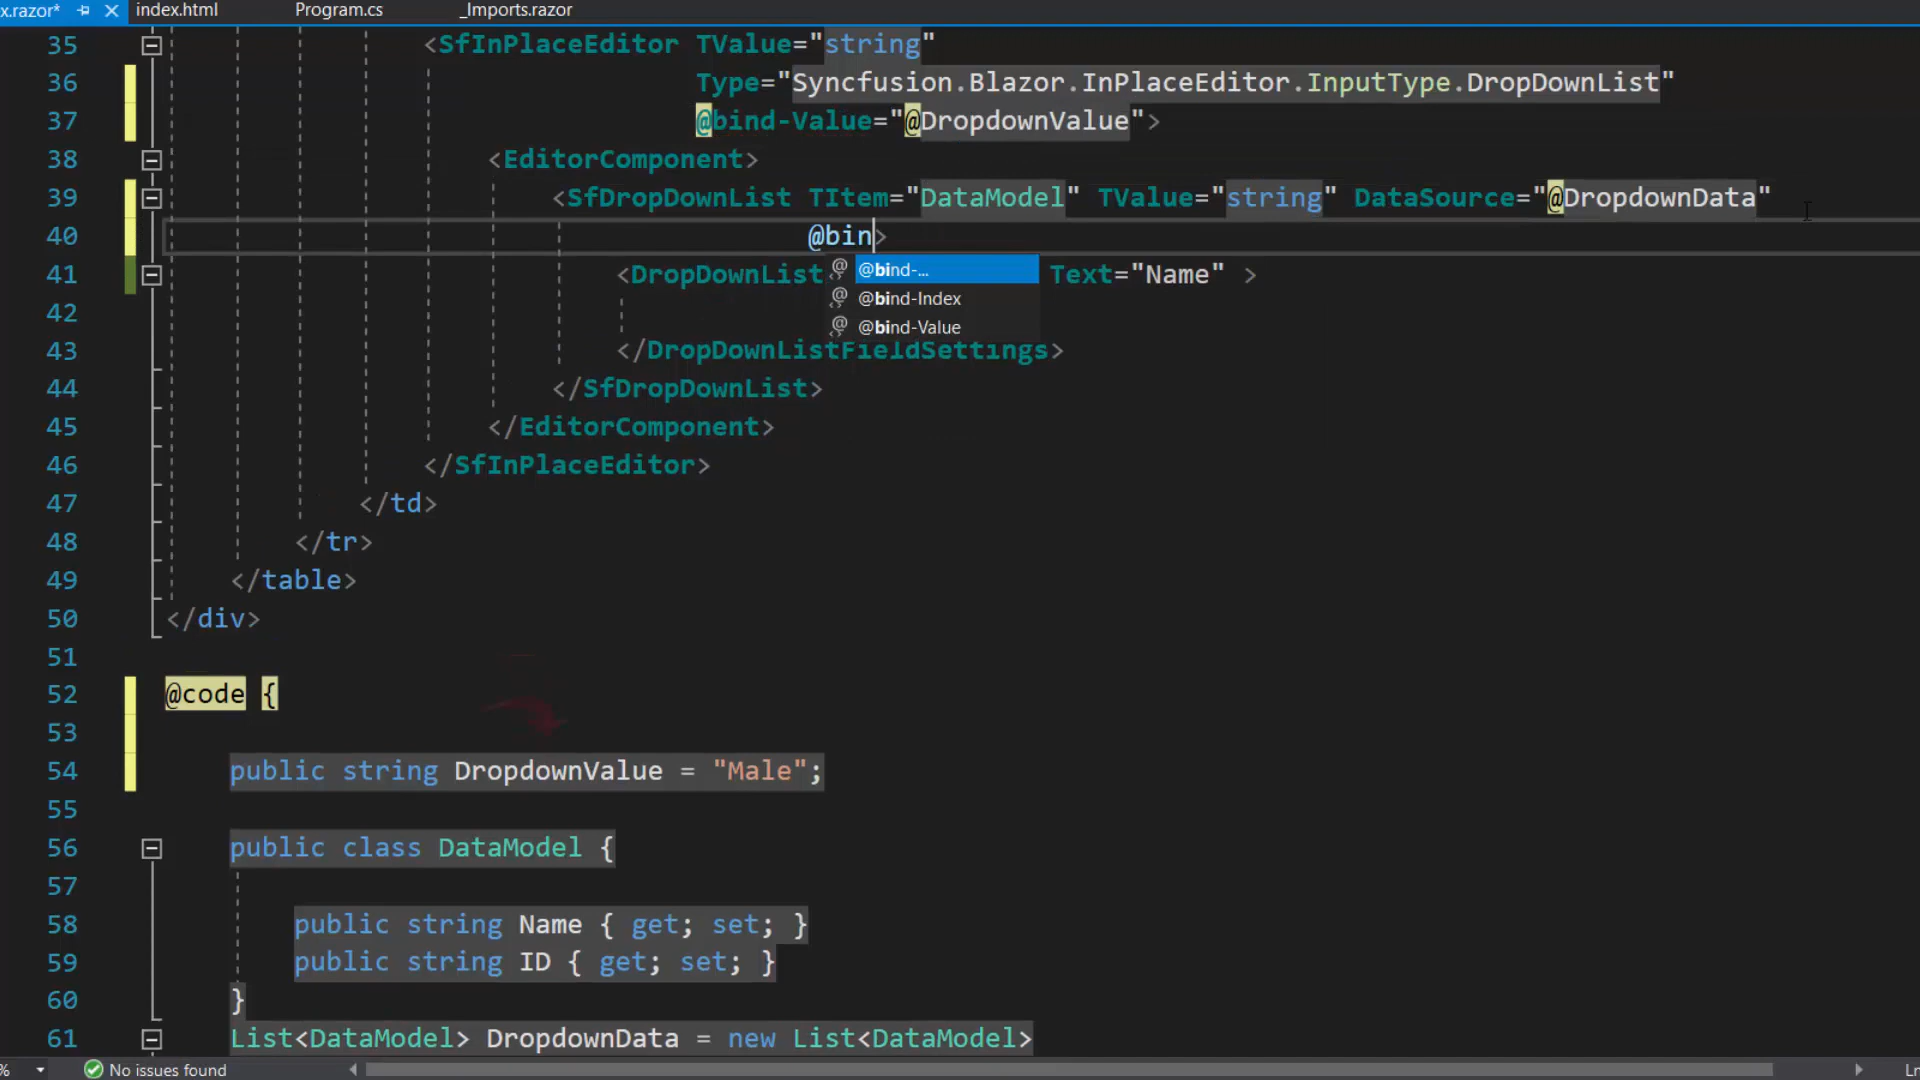 x.razor* index.html Program.cs _Imports.razor
35 <SfInPlaceEditor TValue="string"
36 Type="Syncfusion.Blazor.InPlaceEditor.InputType.DropDownList"
37 @bind-Value="@DropdownValue">
38 <EditorComponent>
39 <SfDropDownList TItem="DataModel" TValue="string" DataSource="@DropdownData"
40 @bin>
41 <DropDownList Text="Name" >
@bind-...
42
@bind-Index
@bind-Value
43 </DropDownListFieldSettings>
44 </SfDropDownList>
45 </EditorComponent>
46 </SfInPlaceEditor>
47 </td>
48 </tr>
49 </table>
50 </div>
51
52 @code {
53
54 public string DropdownValue = "Male";
55
56 public class DataModel {
57
58 public string Name { get; set; }
59 public string ID { get; set; }
60 }
61 List<DataModel> DropdownData = new List<DataModel>
% No issues found Ln